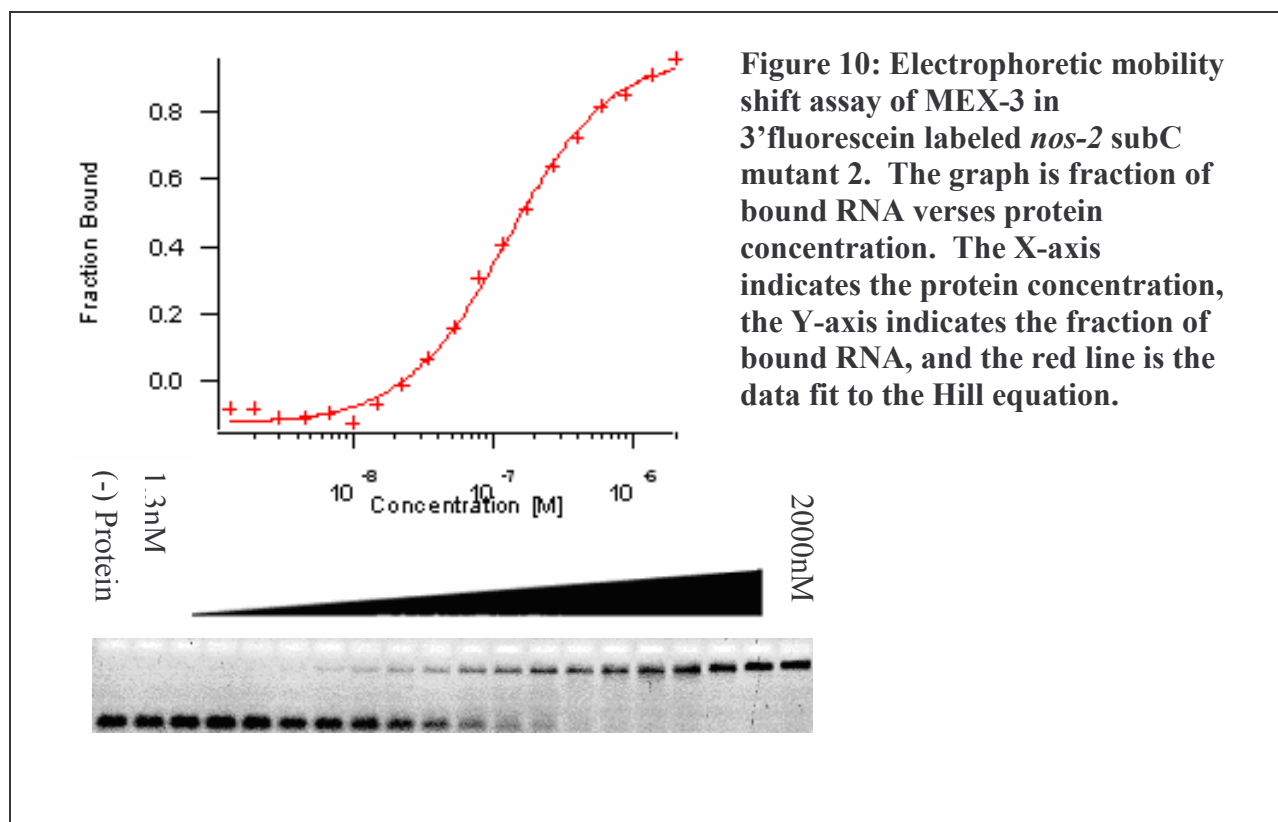 0.8
0.6
0.4
0.2
0.0
Fraction Bound
10-8
10-7
10-6
Concentration [M]
Figure 10: Electrophoretic mobility
shift assay of MEX-3 in
3’fluorescein labeled nos-2 subC
mutant 2. The graph is fraction of
bound RNA verses protein
concentration. The X-axis
indicates the protein concentration,
the Y-axis indicates the fraction of
bound RNA, and the red line is the
data fit to the Hill equation.
(-) Protein
1.3nM
2000nM